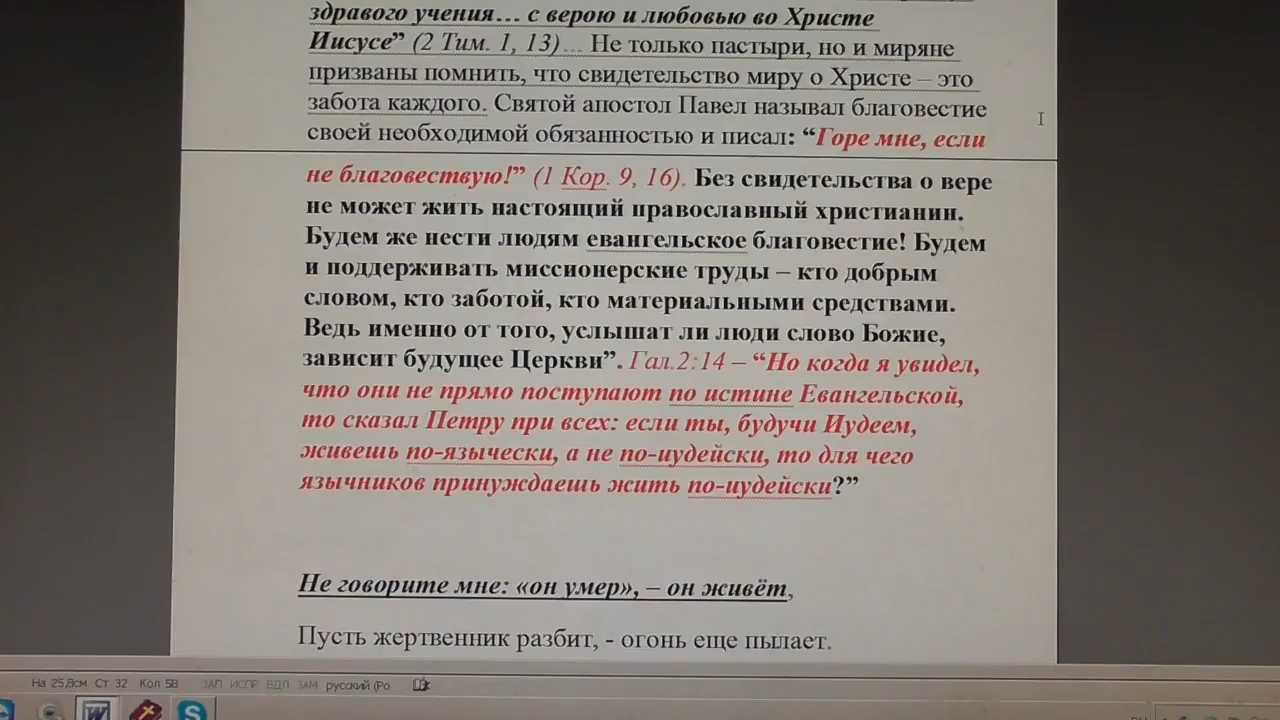 здравого учения... с верою и любовью во Христе
Иисусе” (2 Тим. 1, 13)... Не только пастыри, но и миряне
призваны помнить, что свидетельство миру о Христе – это
забота каждого. Святой апостол Павел называл благовестие
своей необходимой обязанностью и писал: “Горе мне, если
не благовествую!” (1 Кор. 9, 16). Без свидетельства о вере
не может жить настоящий православный христианин.
Будем же нести людям евангельское благовестие! Будем
и поддерживать миссионерские труды – кто добрым
словом, кто заботой, кто материальными средствами.
Ведь именно от того, услышат ли люди слово Божие,
зависит будущее Церкви”. Гал.2:14 – “Но когда я увидел,
что они не прямо поступают по истине Евангельской,
то сказал Петру при всех: если ты, будучи Иудеем,
живешь по-язычески, а не по-иудейски, то для чего
язычников принуждаешь жить по-иудейски?”
Не говорите мне: «он умер», – он живёт,
Пусть жертвенник разбит, - огонь еще пылает.
На 25,8см Ст 32 Кол 58 ЗАП ИСПР ВДЛ ЗАМ русский (Ро